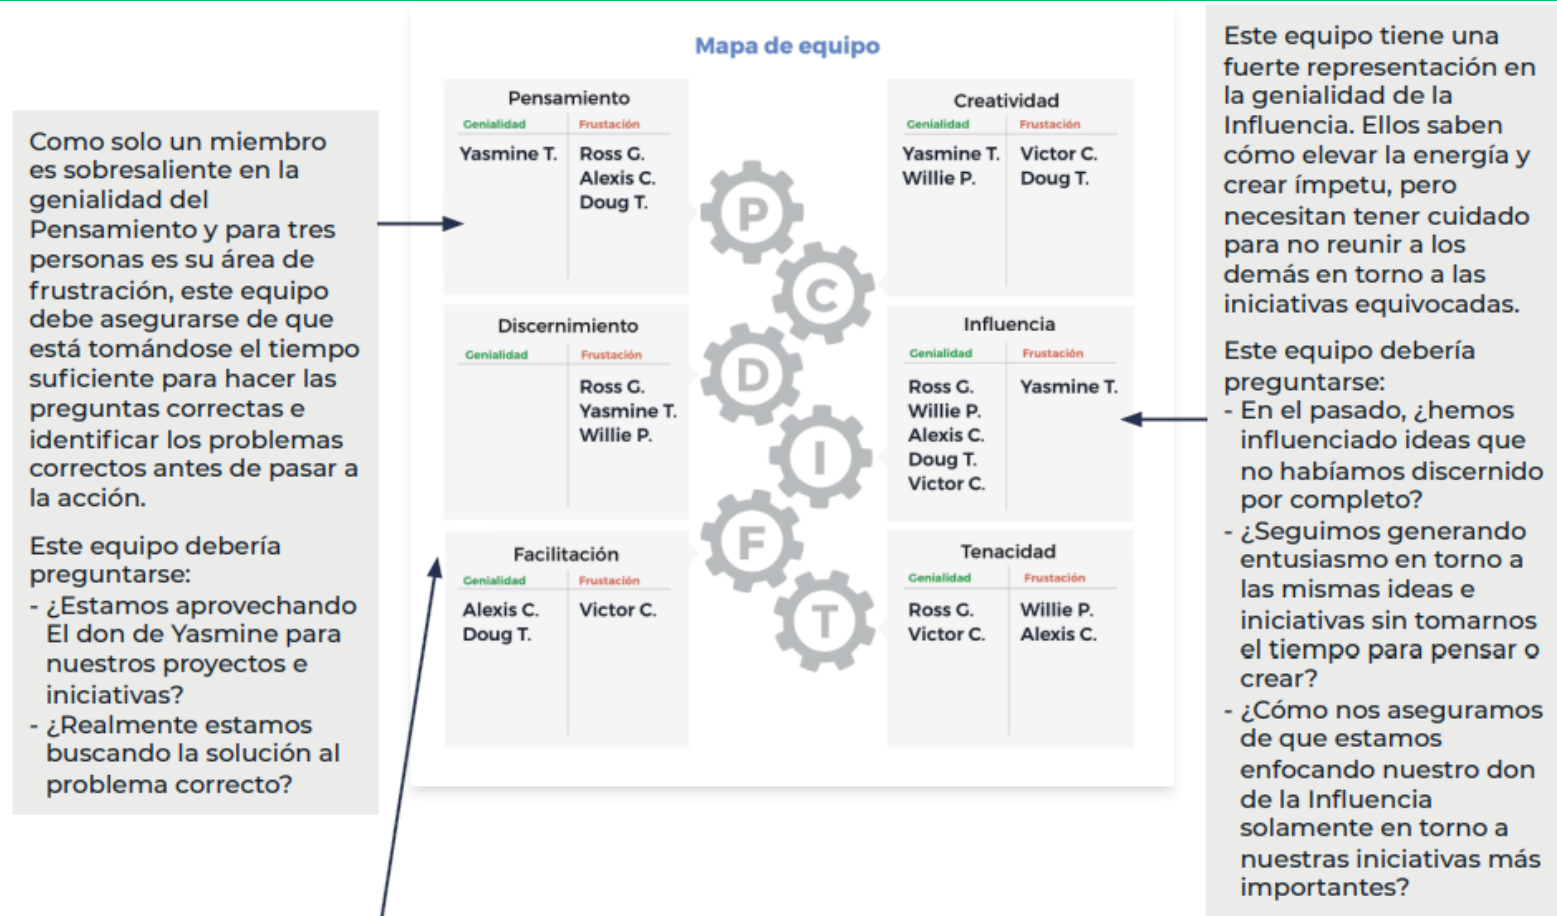 Mapa de equipo
Como solo un miembro
es sobresaliente en la
genialidad del
Pensamiento y para tres
personas es su área de
frustración, este equipo
debe asegurarse de que
está tomándose el tiempo
suficiente para hacer las
preguntas correctas e
identificar los problemas
correctos antes de pasar a
la acción.
Este equipo debería
preguntarse:
- ¿Estamos aprovechando
El don de Yasmine para
nuestros proyectos e
iniciativas?
- ¿Realmente estamos
buscando la solución al
problema correcto?
Pensamiento
Genialidad Frustación
Yasmine T. Ross G.
Alexis C.
Doug T.
P
Creatividad
Genialidad Frustación
Yasmine T. Victor C.
Willie P. Doug T.
C
Discernimiento
Genialidad Frustación
Ross G.
Yasmine T.
Willie P.
D
Influencia
Genialidad Frustación
Ross G. Yasmine T.
Willie P.
Alexis C.
Doug T.
Victor C.
I
Facilitación
Genialidad Frustación
Alexis C. Victor C.
Doug T.
F
Tenacidad
Genialidad Frustación
Ross G. Willie P.
Victor C. Alexis C.
T
Este equipo tiene una
fuerte representación en
la genialidad de la
Influencia. Ellos saben
cómo elevar la energía y
crear ímpetu, pero
necesitan tener cuidado
para no reunir a los
demás en torno a las
iniciativas equivocadas.
Este equipo debería
preguntarse:
- En el pasado, ¿hemos
influenciado ideas que
no habíamos discernido
por completo?
- ¿Seguimos generando
entusiasmo en torno a
las mismas ideas e
iniciativas sin tomarnos
el tiempo para pensar o
crear?
- ¿Cómo nos aseguramos
de que estamos
enfocando nuestro don
de la Influencia
solamente en torno a
nuestras iniciativas más
importantes?